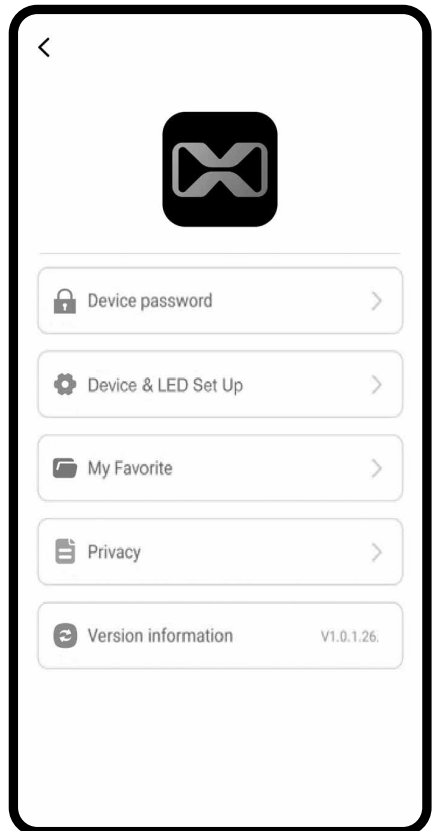 Device password
Device & LED Set Up
My Favorite
Privacy
Version information V1.0.1.26.